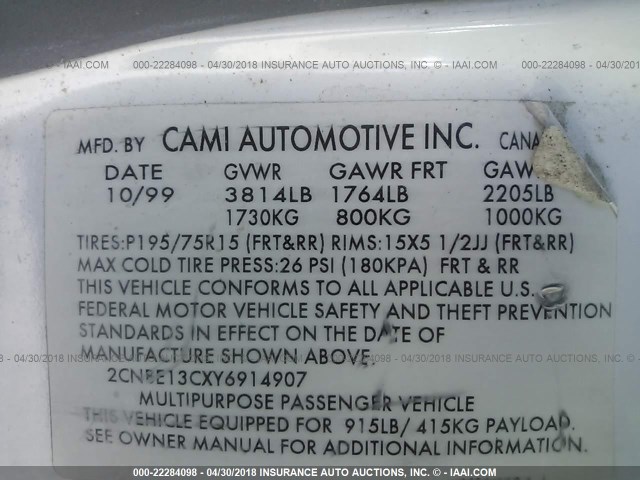 000-22284098 - 04/30/2018 - INSURANCE AUTO AUCTIONS, INC. © - IAAI.COM
MFD. BY CAMI AUTOMOTIVE INC. CANA
DATE GVWR GAWR FRT GAW
10/99 3814LB 1764LB 2205LB
1730KG 800KG 1000KG
TIRES:P195/75R15 (FRT&RR) RIMS:15X5 1/2JJ (FRT&RR)
MAX COLD TIRE PRESS:26 PSI (180KPA) FRT & RR
THIS VEHICLE CONFORMS TO ALL APPLICABLE U.S.
FEDERAL MOTOR VEHICLE SAFETY AND THEFT PREVENTION
STANDARDS IN EFFECT ON THE DATE OF
MANUFACTURE SHOWN ABOVE.
2CNBE13CXY6914907
MULTIPURPOSE PASSENGER VEHICLE
THIS VEHICLE EQUIPPED FOR 915LB/ 415KG PAYLOAD.
SEE OWNER MANUAL FOR ADDITIONAL INFORMATION.
000-22284098 - 04/30/2018 - INSURANCE AUTO AUCTIONS, INC. © - IAAI.COM